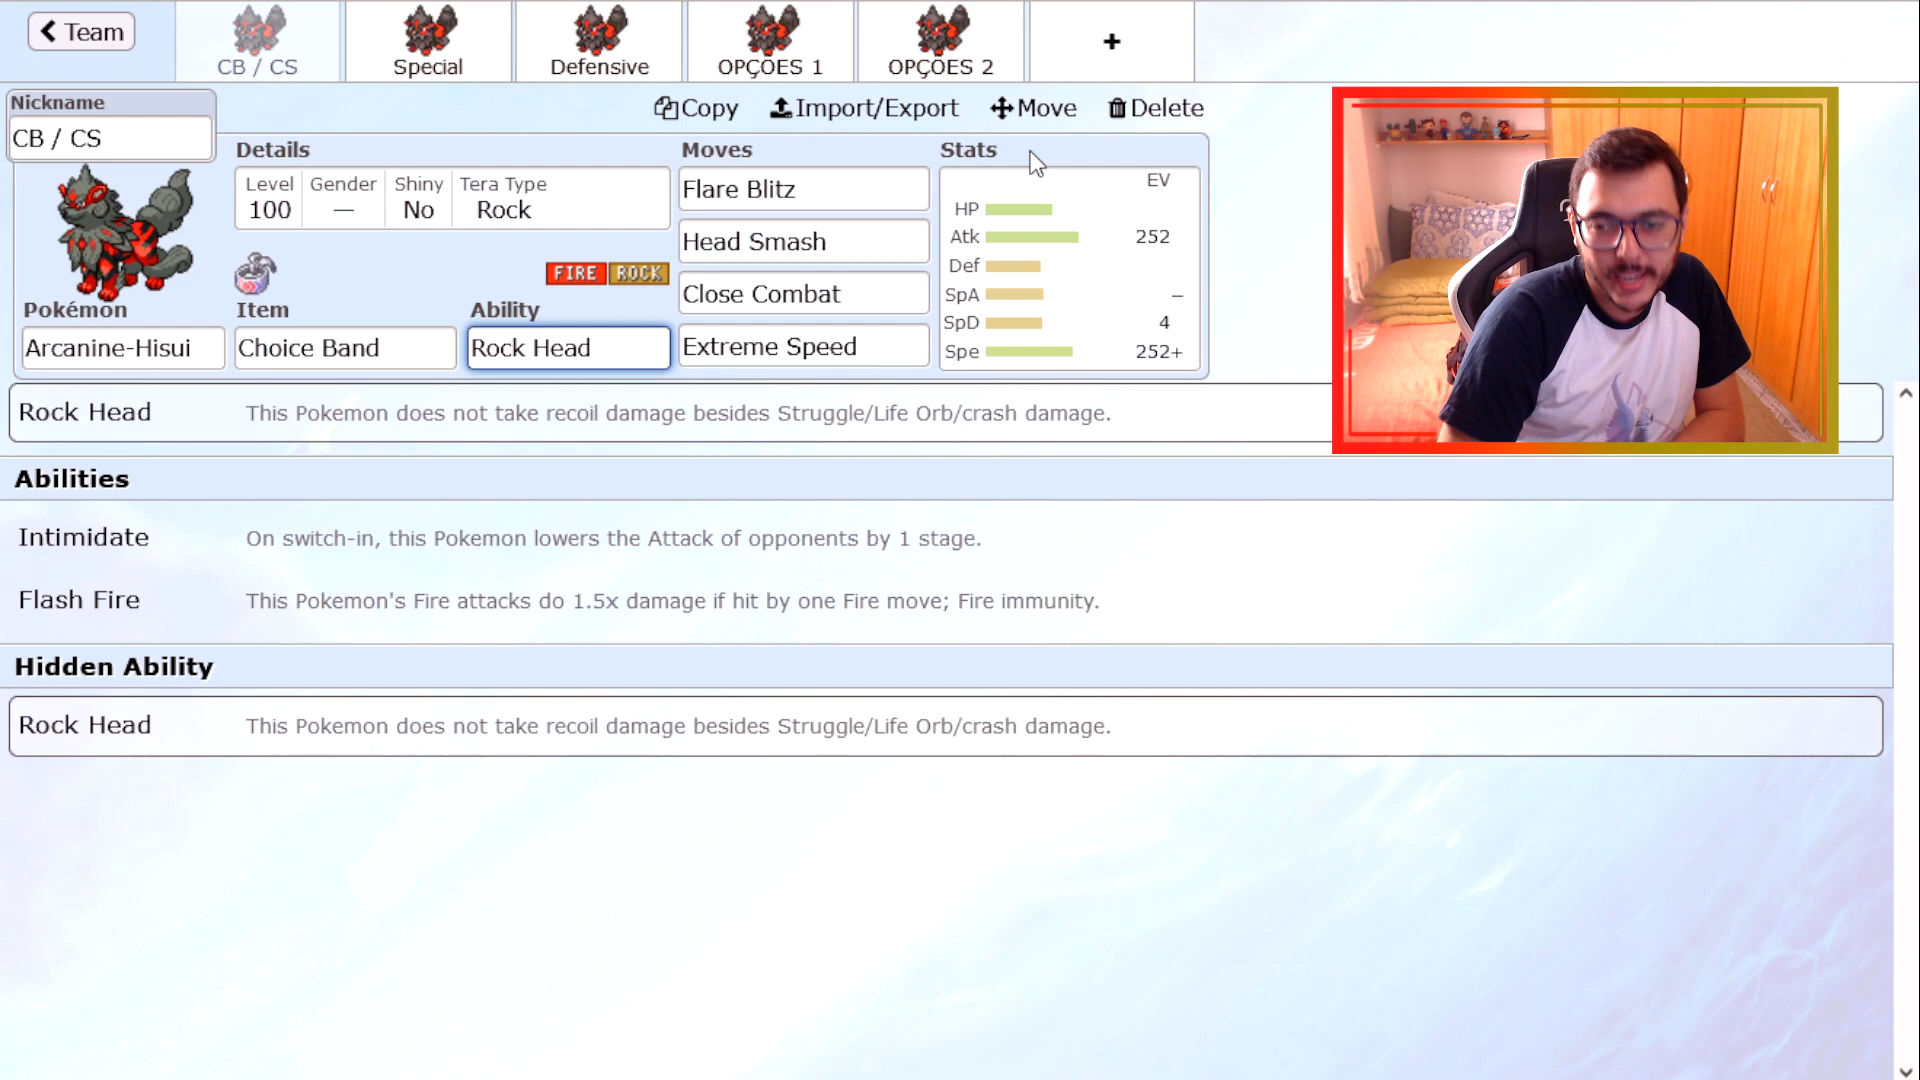 Team
CB / CS
Special
Defensive
OPÇÕES 1
OPÇÕES 2
+
Nickname
CB / CS
Copy
Import/Export
Move
Delete
Details
Level
100
Gender
—
Shiny
No
Tera Type
Rock
FIRE ROCK
Pokémon
Arcanine-Hisui
Item
Choice Band
Ability
Rock Head
Moves
Flare Blitz
Head Smash
Close Combat
Extreme Speed
Stats
EV
HP
Atk 252
Def
SpA –
SpD 4
Spe 252+
Rock Head This Pokemon does not take recoil damage besides Struggle/Life Orb/crash damage.
Abilities
Intimidate On switch-in, this Pokemon lowers the Attack of opponents by 1 stage.
Flash Fire This Pokemon's Fire attacks do 1.5x damage if hit by one Fire move; Fire immunity.
Hidden Ability
Rock Head This Pokemon does not take recoil damage besides Struggle/Life Orb/crash damage.